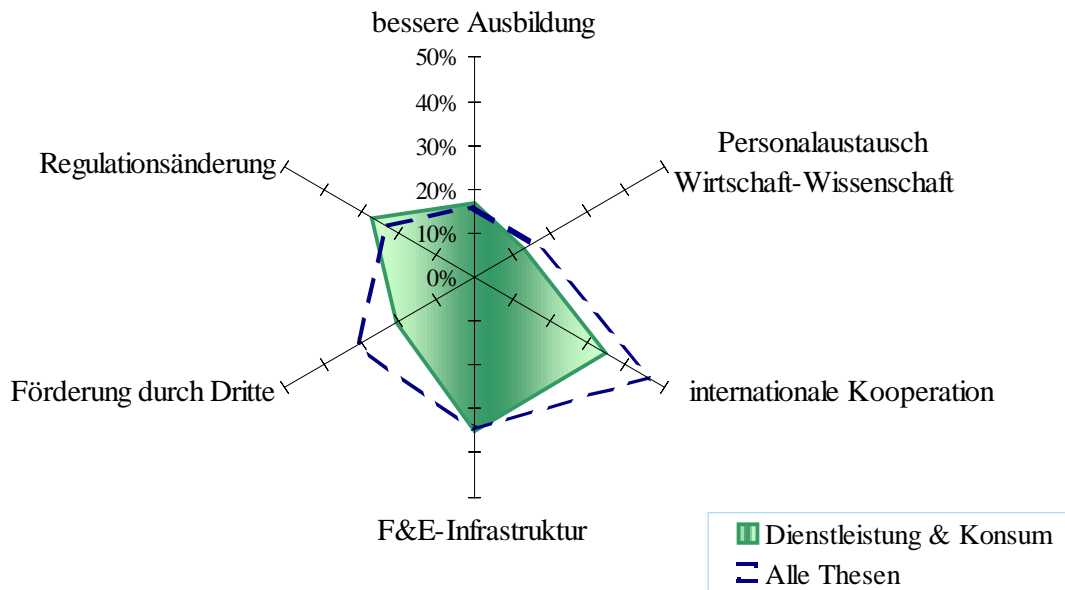 bessere Ausbildung
50%
40%
30%
20%
10%
0%
Personalaustausch
Wirtschaft-Wissenschaft
Regulationsänderung
Förderung durch Dritte
internationale Kooperation
F&E-Infrastruktur
Dienstleistung & Konsum
Alle Thesen